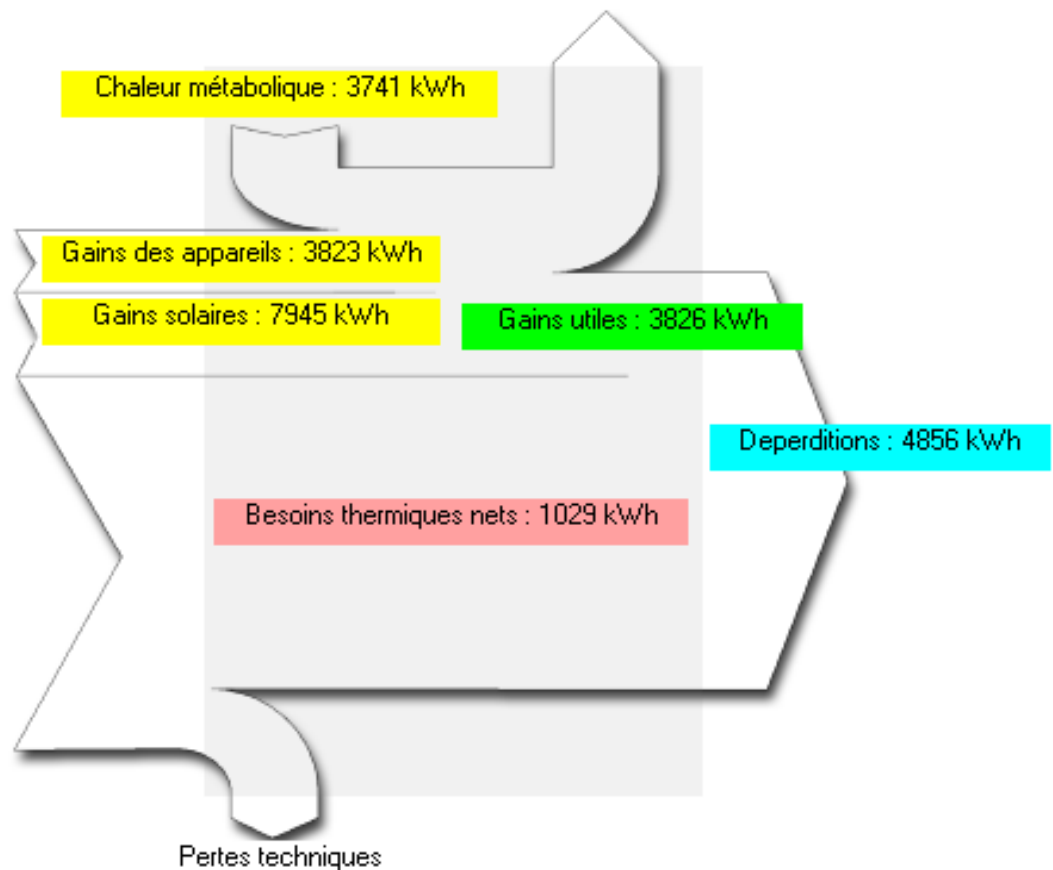 Chaleur métabolique : 3741 kWh
Gains des appareils : 3823 kWh
Gains solaires : 7945 kWh
Gains utiles : 3826 kWh
Deperditions : 4856 kWh
Besoins thermiques nets : 1029 kWh
Pertes techniques